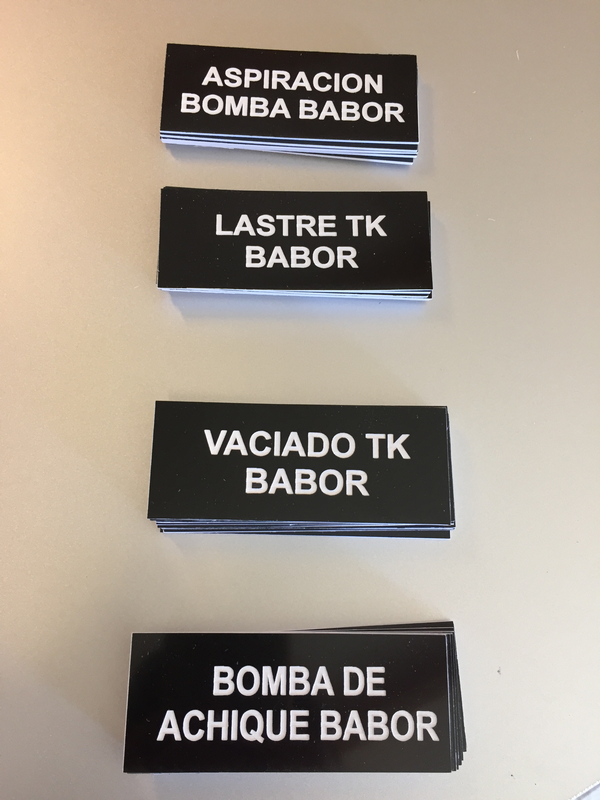 ASPIRACION
BOMBA BABOR
LASTRE TK
BABOR
VACIADO TK
BABOR
BOMBA DE
ACHIQUE BABOR